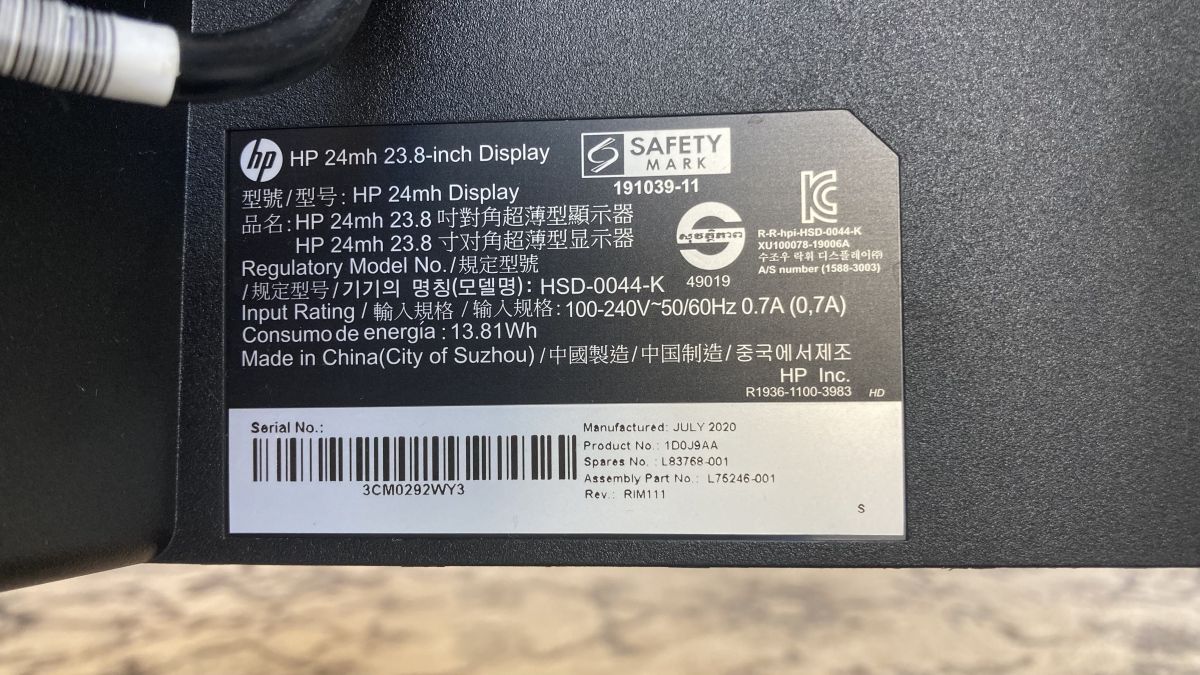 hp HP 24mh 23.8-inch Display
SAFETY
MARK
191039-11
型號/型号: HP 24mh Display
品名: HP 24mh 23.8 吋對角超薄型顯示器
HP 24mh 23.8 寸对角超薄型显示器
49019
R-R-hpi-HSD-0044-K
XU100078-19006A
수조우 락휘 디스플레이㈜
A/S number (1588-3003)
Regulatory Model No./規定型號
/规定型号/기기의 명칭(모델명): HSD-0044-K
Input Rating / 輸入規格 / 输入规格: 100-240V~50/60Hz 0.7A (0,7A)
Consumo de energía : 13.81Wh
Made in China(City of Suzhou) /中國製造/中国制造/중국에서제조
HP Inc.
R1936-1100-3983 HD
Serial No.:
3CM0292WY3
Manufactured: JULY 2020
Product No.: 1D0J9AA
Spares No. : L83768-001
Assembly Part No.: L75246-001
Rev.: RIM111
S